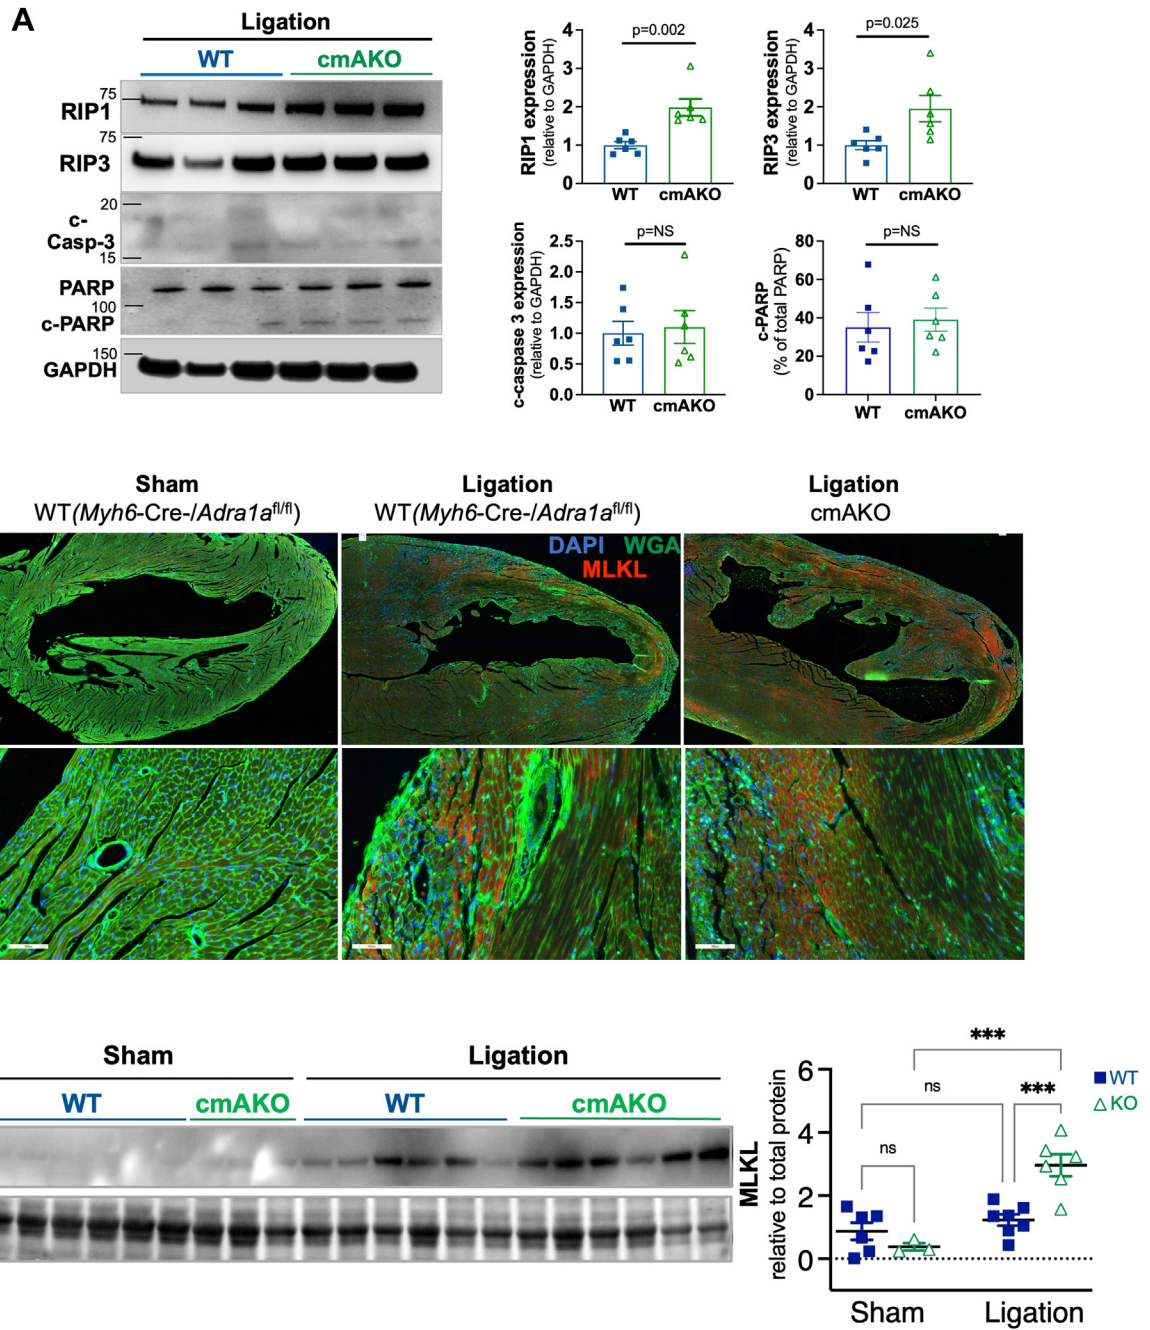 A
Ligation
WT
cmAKO
75
RIP1
75
RIP3
20
c-
Casp-3
15
PARP
100
c-PARP
150
GAPDH
RIP1 expression
(relative to GAPDH)
4
3
2
1
0
p=0.002
WT
cmAKO
RIP3 expression
(relative to GAPDH)
4
3
2
1
0
p=0.025
WT
cmAKO
c-caspase 3 expression
(relative to GAPDH)
2.5
2.0
1.5
1.0
0.5
0.0
p=NS
WT
cmAKO
c-PARP
(% of total PARP)
80
60
40
20
0
p=NS
WT
cmAKO
Sham
WT(Myh6-Cre-/Adra1a^fl/fl)
Ligation
WT(Myh6-Cre-/Adra1a^fl/fl)
Ligation
cmAKO
DAPI WGA
MLKL
Sham
Ligation
WT
cmAKO
WT
cmAKO
MLKL
relative to total protein
6
4
2
0
***
ns
***
ns
WT
KO
Sham
Ligation